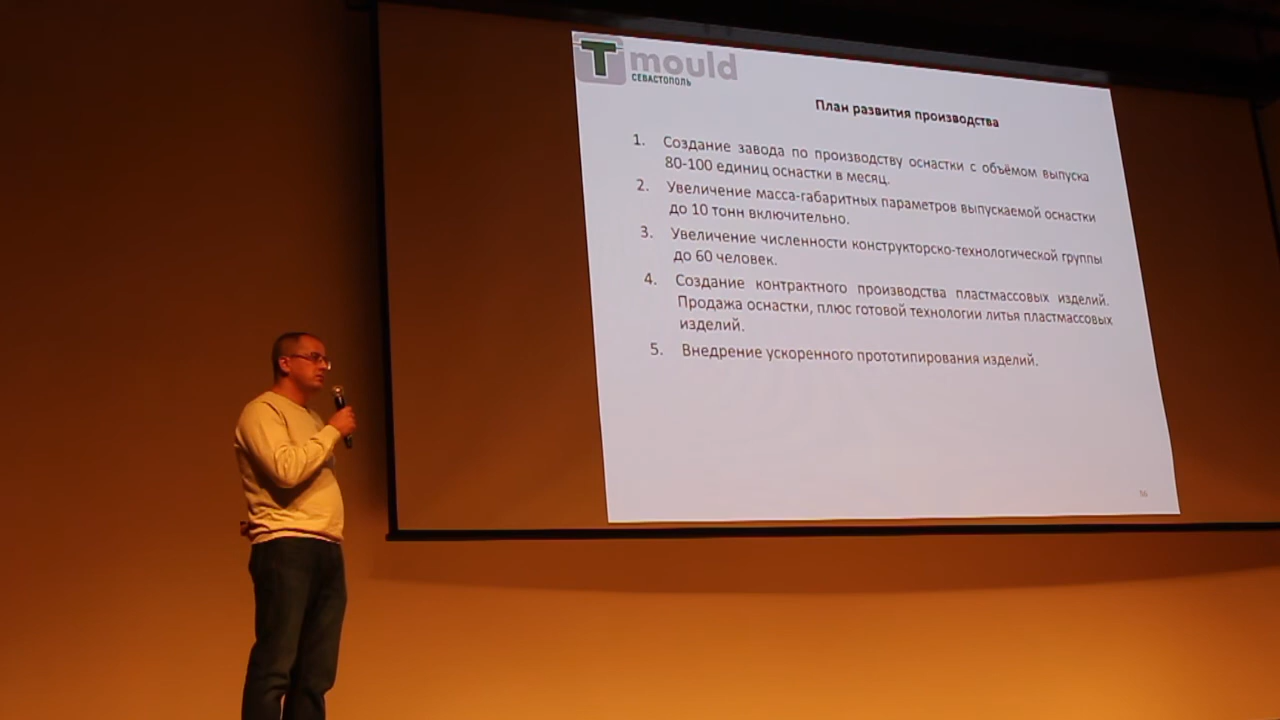 T mould
СЕВАСТОПОЛЬ
План развития производства
1. Создание завода по производству оснастки с объёмом выпуска
80-100 единиц оснастки в месяц.
2. Увеличение масса-габаритных параметров выпускаемой оснастки
до 10 тонн включительно.
3. Увеличение численности конструкторско-технологической группы
до 60 человек.
4. Создание контрактного производства пластмассовых изделий.
Продажа оснастки, плюс готовой технологии литья пластмассовых
изделий.
5. Внедрение ускоренного прототипирования изделий.